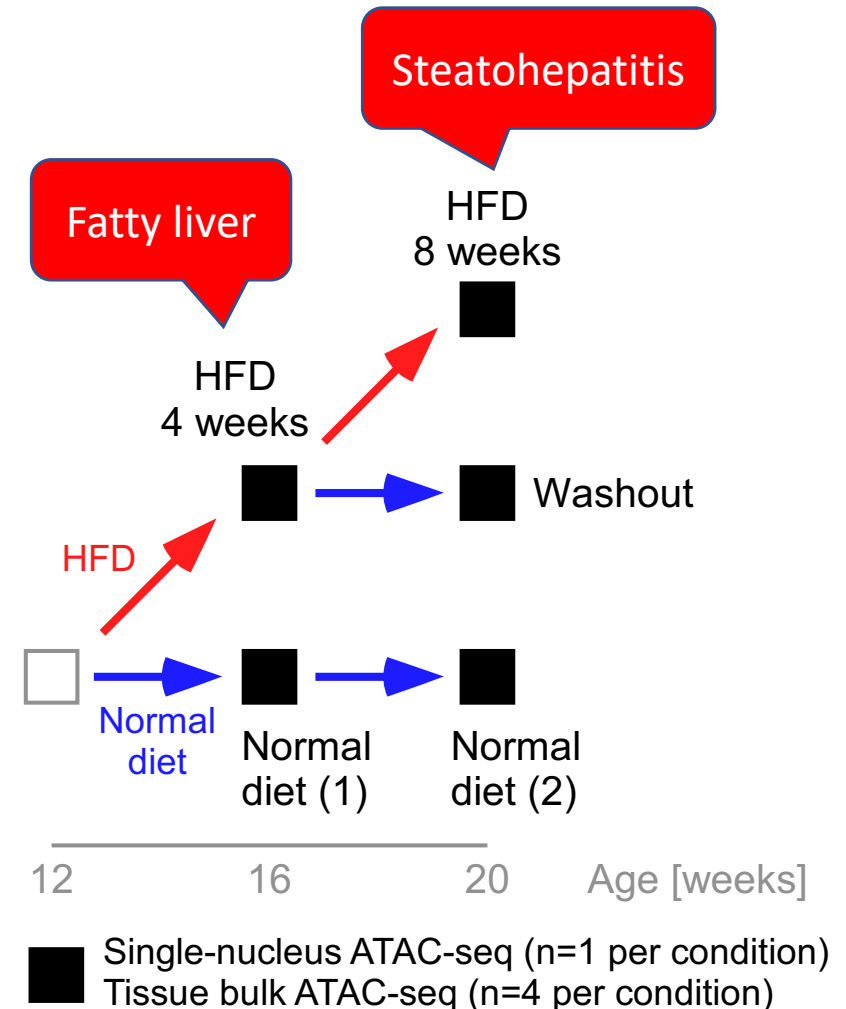 Steatohepatitis
Fatty liver
HFD
8 weeks
HFD
4 weeks
Washout
HFD
Normal
diet
Normal
diet (1)
Normal
diet (2)
12
16
20
Age [weeks]
Single-nucleus ATAC-seq (n=1 per condition)
Tissue bulk ATAC-seq (n=4 per condition)